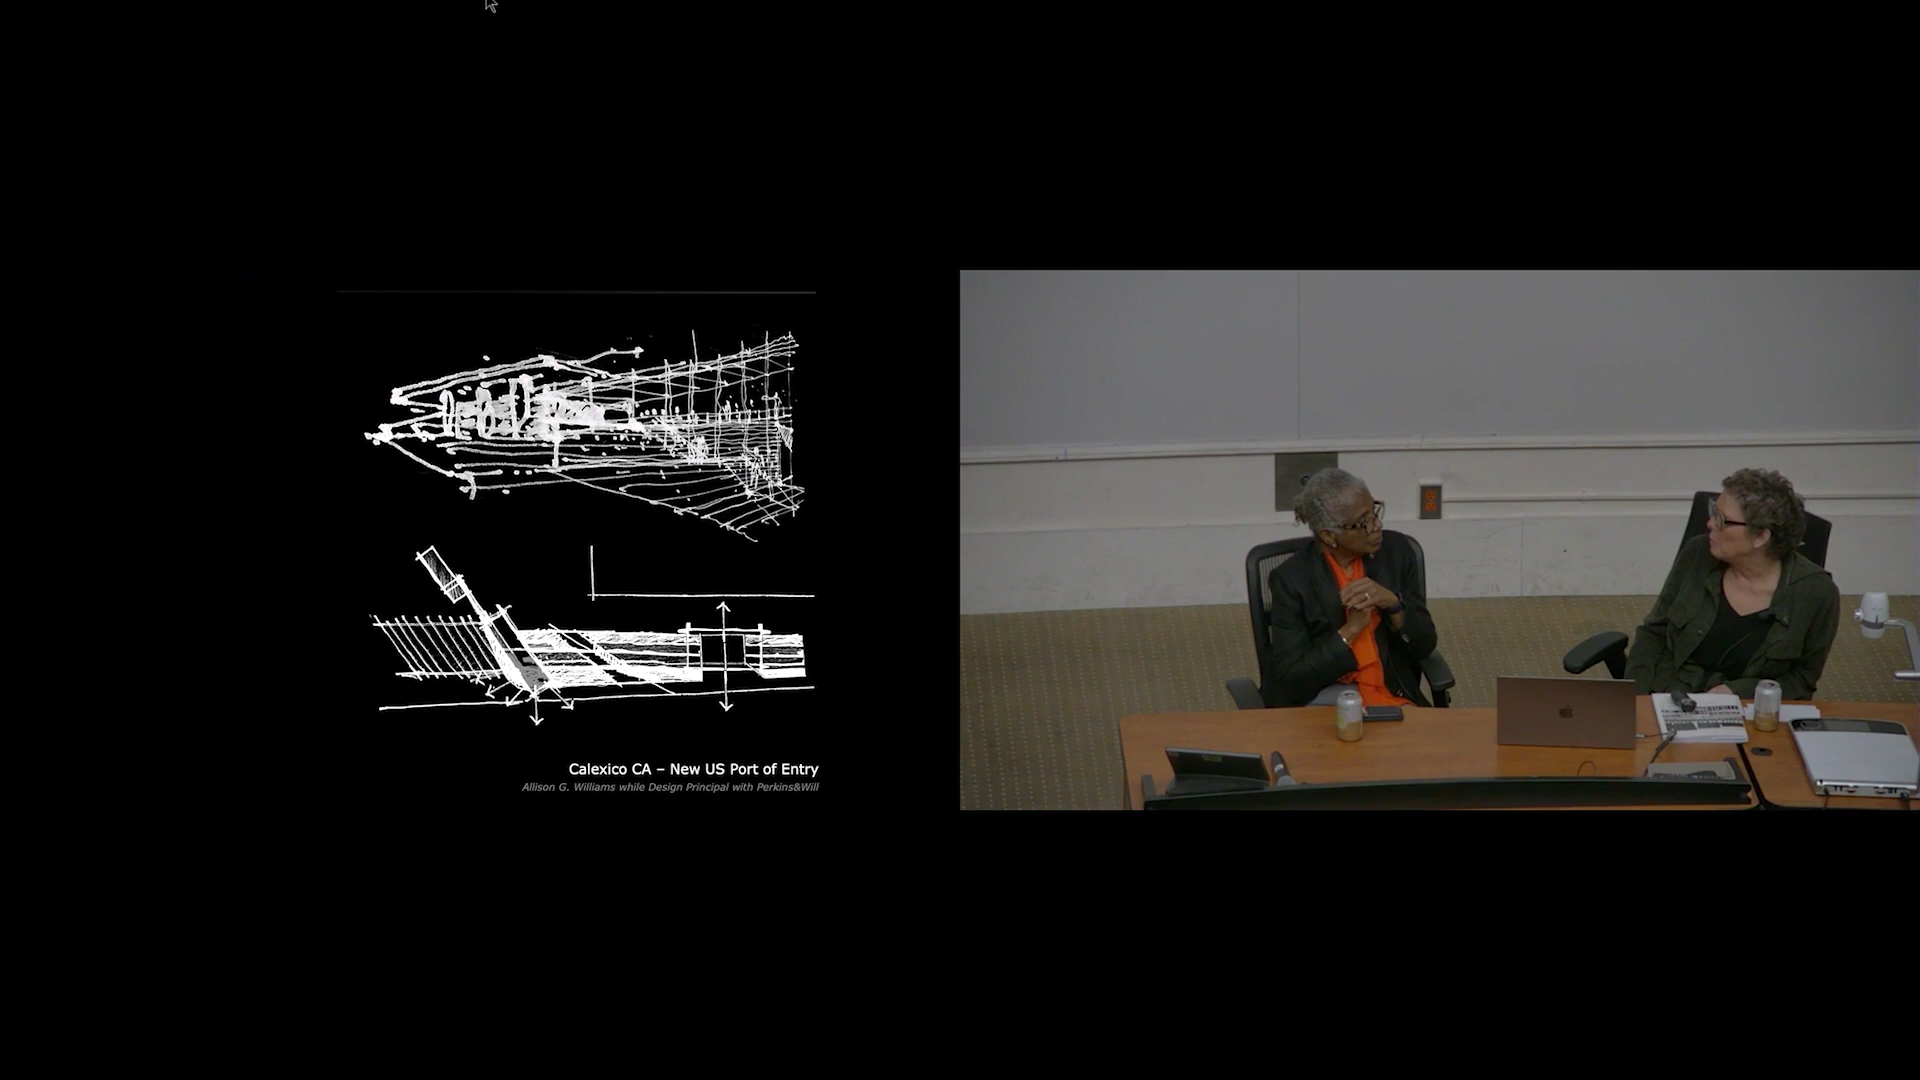 Calexico CA – New US Port of Entry
Allison G. Williams while Design Principal with Perkins&Will